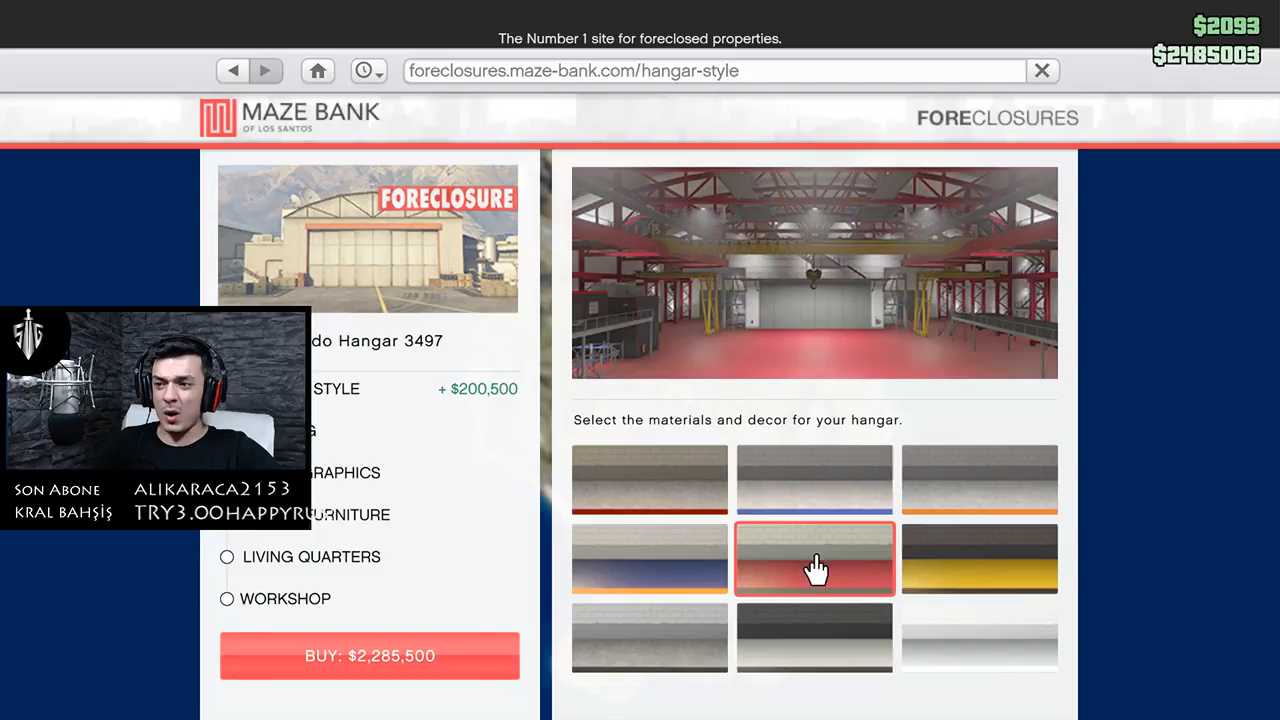 $2093
The Number 1 site for foreclosed properties.
$2485003
foreclosures.maze-bank.com/hangar-style
MAZE BANK
OF LOS SANTOS
FORECLOSURES
FORECLOSURE
do Hangar 3497
STYLE + $200,500
Select the materials and decor for your hangar.
G
GRAPHICS
SON ABONE ALIKARACA2153
KRAL BAHŞİŞ TRY3.00HAPPYRU
URNITURE
LIVING QUARTERS
WORKSHOP
BUY: $2,285,500